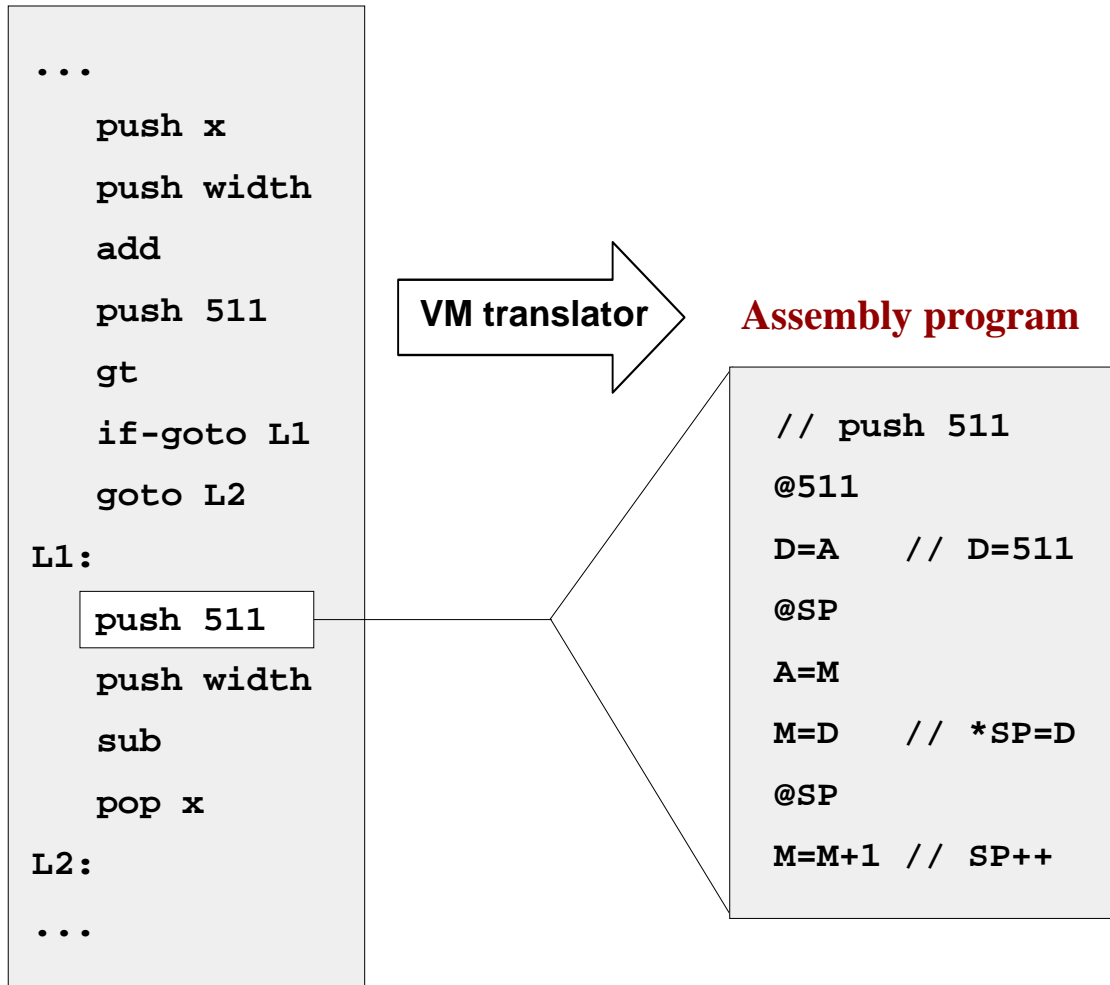 ...
push x
push width
add
push 511
gt
if-goto L1
goto L2
L1:
push 511
push width
sub
pop x
L2:
...
VM translator
Assembly program
// push 511
@511
D=A // D=511
@SP
A=M
M=D // *SP=D
@SP
M=M+1 // SP++